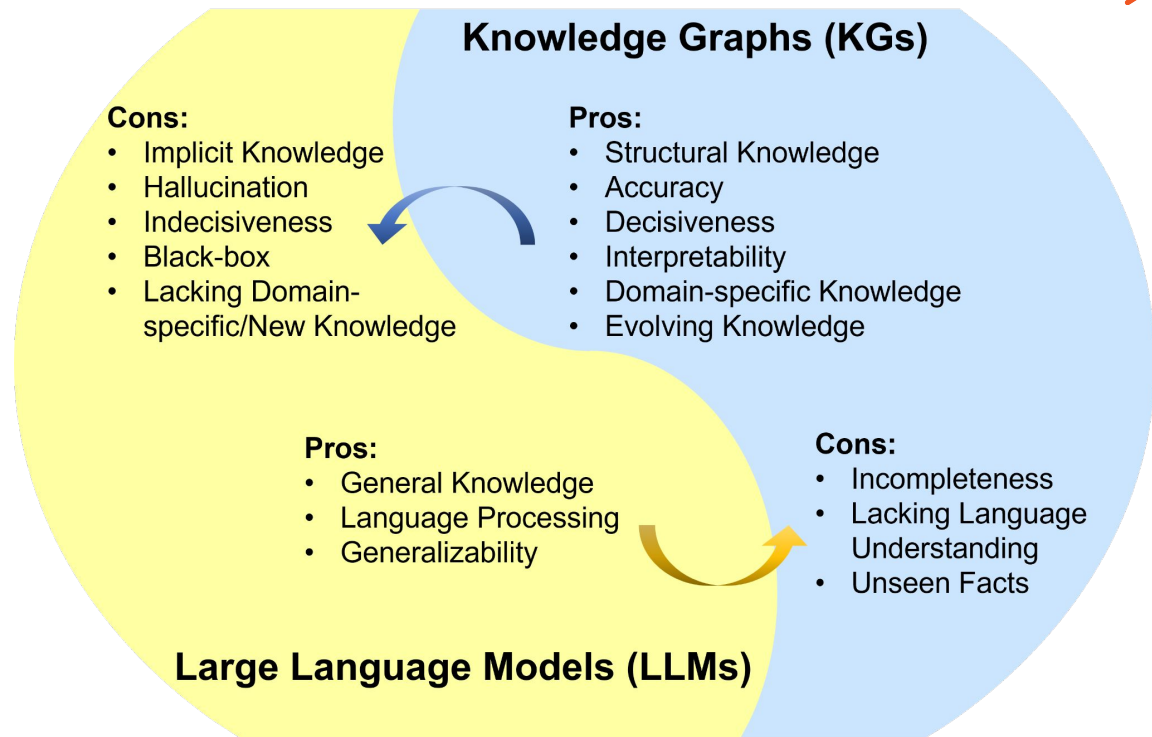 Knowledge Graphs (KGs)
Cons:
• Implicit Knowledge
• Hallucination
• Indecisiveness
• Black-box
• Lacking Domain-
specific/New Knowledge
Pros:
• Structural Knowledge
• Accuracy
• Decisiveness
• Interpretability
• Domain-specific Knowledge
• Evolving Knowledge
Pros:
• General Knowledge
• Language Processing
• Generalizability
Cons:
• Incompleteness
• Lacking Language
Understanding
• Unseen Facts
Large Language Models (LLMs)